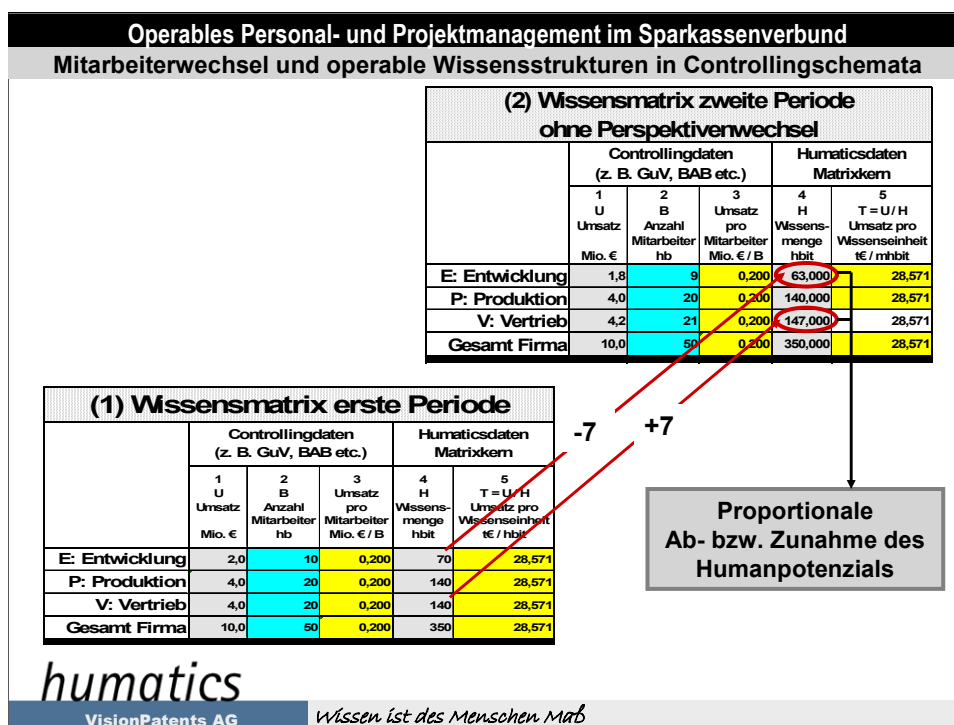 Operables Personal- und Projektmanagement im Sparkassenverbund
Mitarbeiterwechsel und operable Wissensstrukturen in Controllingschemata
(2) Wissensmatrix zweite Periode
ohne Perspektivenwechsel
Controllingdaten Humaticsdaten
(z. B. GuV, BAB etc.) Matrixkern
1 2 3 4 5
U B Umsatz H T = U / H
Umsatz Anzahl pro Wissens- Umsatz pro
Mitarbeiter Mitarbeiter menge Wissenseinheit
Mio. € hb Mio. € / B hbit t€ / mhbit
E: Entwicklung 1,8 9 0,200 63,000 28,571
P: Produktion 4,0 20 0,200 140,000 28,571
V: Vertrieb 4,2 21 0,200 147,000 28,571
Gesamt Firma 10,0 50 0,200 350,000 28,571
(1) Wissensmatrix erste Periode
-7 +7
Controllingdaten Humaticsdaten
(z. B. GuV, BAB etc.) Matrixkern
1 2 3 4 5
U B Umsatz H T = U / H
Umsatz Anzahl pro Wissens- Umsatz pro
Mitarbeiter Mitarbeiter menge Wissenseinheit
Mio. € hb Mio. € / B hbit t€ / hbit
E: Entwicklung 2,0 10 0,200 70 28,571
P: Produktion 4,0 20 0,200 140 28,571
V: Vertrieb 4,0 20 0,200 140 28,571
Gesamt Firma 10,0 50 0,200 350 28,571
Proportionale
Ab- bzw. Zunahme des
Humanpotenzials
humatics
VisionPatents AG
Wissen ist des Menschen Maß